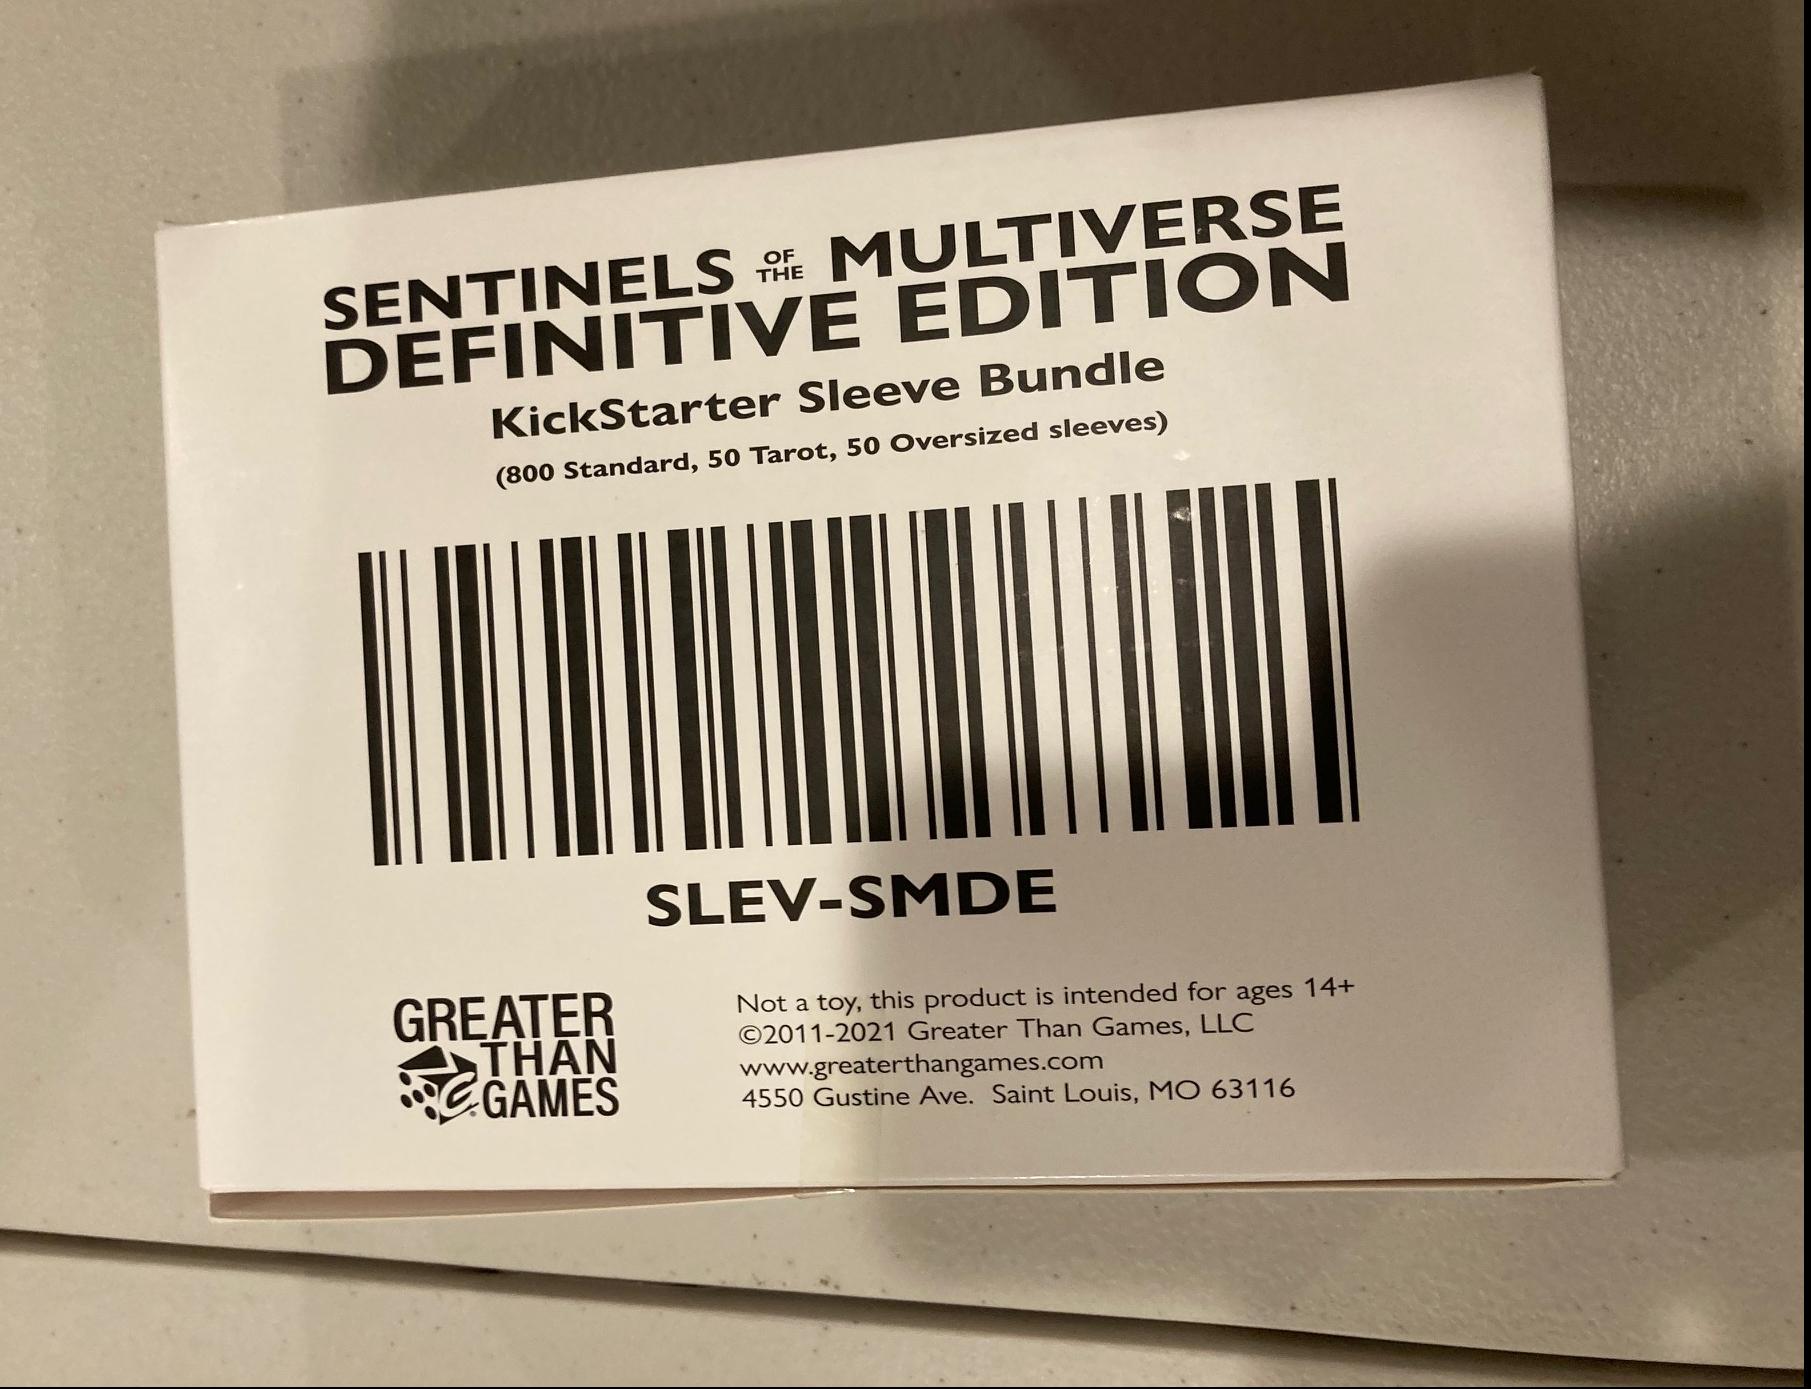 SENTINELS OF THE MULTIVERSE
DEFINITIVE EDITION
KickStarter Sleeve Bundle
(800 Standard, 50 Tarot, 50 Oversized sleeves)
SLEV-SMDE
GREATER
THAN
GAMES
Not a toy, this product is intended for ages 14+
©2011-2021 Greater Than Games, LLC
www.greaterthangames.com
4550 Gustine Ave. Saint Louis, MO 63116